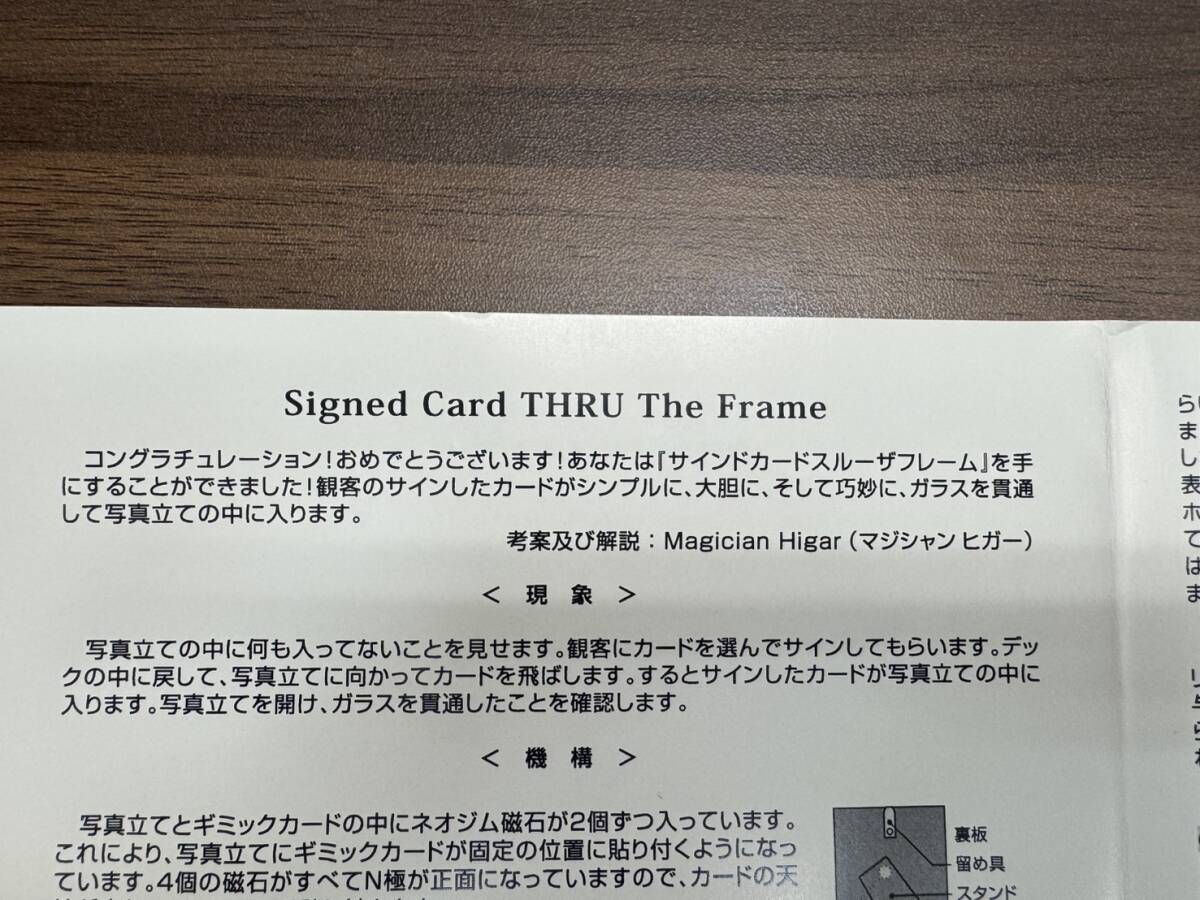 Signed Card THRU The Frame
コングラチュレーション!おめでとうございます!あなたは『サインドカードスルーザフレーム』を手
にすることができました!観客のサインしたカードがシンプルに、大胆に、そして巧妙に、ガラスを貫通
して写真立ての中に入ります。
考案及び解説:Magician Higar(マジシャン ヒガー)
< 現 象 >
写真立ての中に何も入ってないことを見せます。観客にカードを選んでサインしてもらいます。デッ
クの中に戻して、写真立てに向かってカードを飛ばします。するとサインしたカードが写真立ての中に
入ります。写真立てを開け、ガラスを貫通したことを確認します。
< 機 構 >
写真立てとギミックカードの中にネオジム磁石が2個ずつ入っています。
これにより、写真立てにギミックカードが固定の位置に貼り付くようになっ
ています。4個の磁石がすべてN極が正面になっていますので、カードの天
裏板
留め具
スタンド
ら
ま
し
表
ホ
て
は
ま